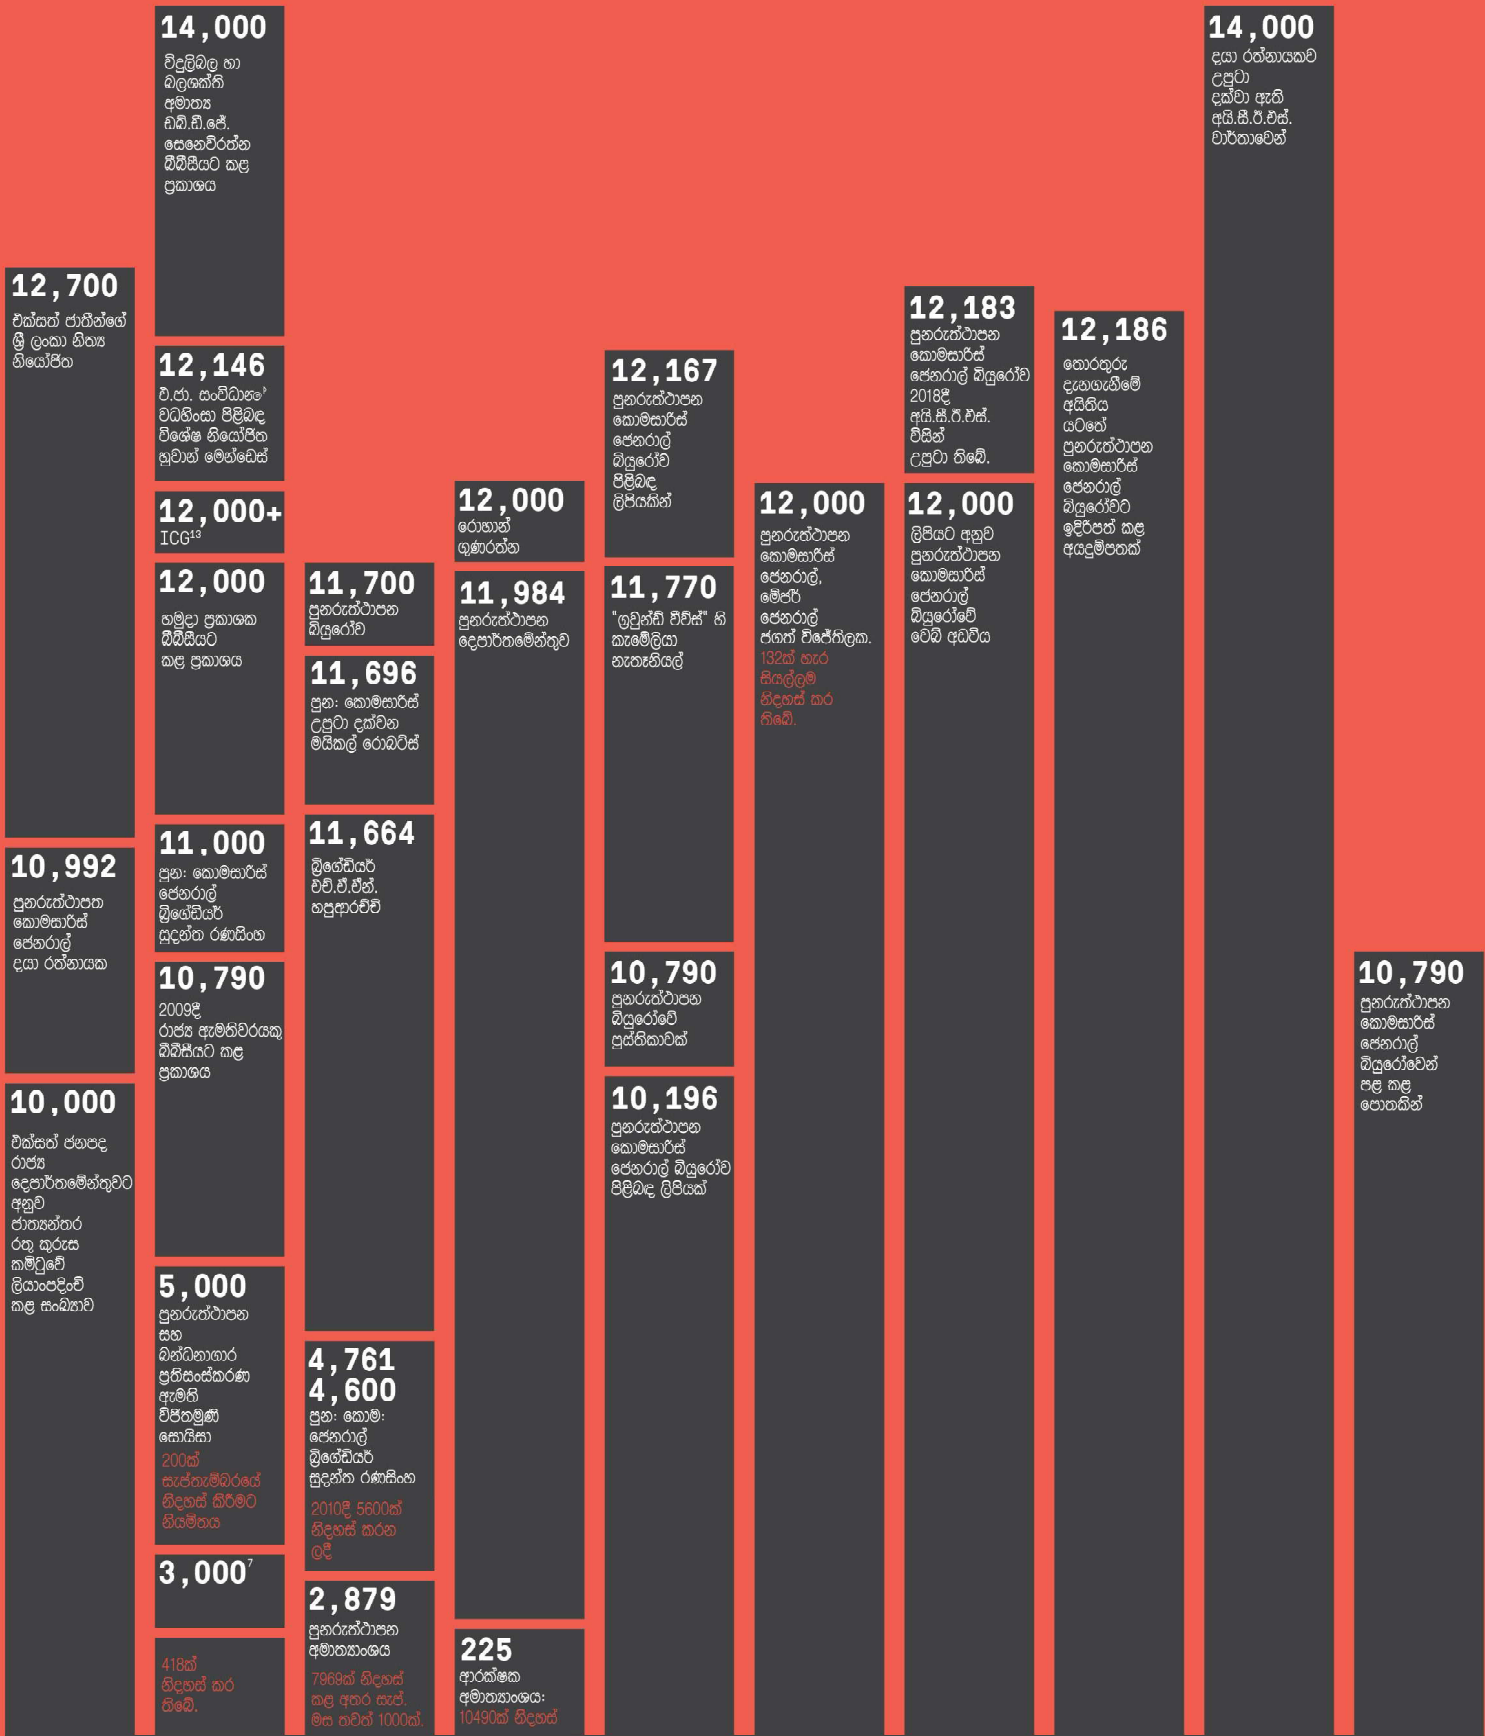 12,700
එක්සත් ජාතීන්ගේ
ශ්‍රී ලංකා නිත්‍ය
නියෝජිත
10,992
පුනරුත්ථාපන
කොමසාරිස්
ජෙනරාල්
දයා රත්නායක
10,000
එක්සත් ජනපද
රාජ්‍ය
දෙපාර්තමේන්තුවට
අනුව
ජාත්‍යන්තර
රතු කුරුස
කමිටුවේ
ලියාංපදිංචි
කළ සංඛ්‍යාව
14,000
විදුලිබල හා
බලශක්ති
අමාත්‍ය
ඩබ්.ඩී.ජේ.
සෙනෙවිරත්න
බීබීසීයට කළ
ප්‍රකාශය
12,146
එ.ජා. සංවිධානයේ
වධහිංසා පිළිබඳ
විශේෂ නියෝජිත
හුවාන් මෙන්ඩෙස්
12,000+
ICG¹³
12,000
හමුදා ප්‍රකාශක
බීබීසීයට
කළ ප්‍රකාශය
11,000
පුන: කොමසාරිස්
ජෙනරාල්
බ්‍රිගේඩියර්
සුදන්ත රණසිංහ
10,790
2009දී
රාජ්‍ය ඇමතිවරයකු
බීබීසීයට කළ
ප්‍රකාශය
5,000
පුනරුත්ථාපන
සහ
බන්ධනාගාර
ප්‍රතිසංස්කරණ
ඇමති
විජිතමුණි
සොයිසා
200ක්
සැප්තැම්බරයේ
නිදහස් කිරීමට
නියමිතය
3,000⁷
418ක්
නිදහස් කර
තිබේ.
11,700
පුනරුත්ථාපන
බියුරෝව
11,696
පුන: කොමසාරිස්
උපුටා දක්වන
මයිකල් රොබට්ස්
11,664
බ්‍රිගේඩියර්
එච්.ඒ.ඒන්.
හපුආරච්චි
4,761
4,600
පුන: කොම:
ජෙනරාල්
බ්‍රිගේඩියර්
සුදන්ත රණසිංහ
2010දී 5600ක්
නිදහස් කරන
ලදී
2,879
පුනරුත්ථාපන
අමාත්‍යාංශය
7969ක් නිදහස්
කළ අතර සැප්.
මස තවත් 1000ක්.
12,000
රොහාන්
ගුණරත්න
11,984
පුනරුත්ථාපන
දෙපාර්තමේන්තුව
225
ආරක්ෂක
අමාත්‍යාංශය:
10490ක් නිදහස්
12,167
පුනරුත්ථාපන
කොමසාරිස්
ජෙනරාල්
බියුරෝව
පිළිබඳ
ලිපියකින්
11,770
"ග්‍රවුන්ඩ් වීව්ස්" හි
කැමේලියා
නැතෑනියල්
10,790
පුනරුත්ථාපන
බියුරෝවේ
පුස්තිකාවක්
10,196
පුනරුත්ථාපන
කොමසාරිස්
ජෙනරාල් බියුරෝව
පිළිබඳ ලිපියක්
12,000
පුනරුත්ථාපන
කොමසාරිස්
ජෙනරාල්,
මේජර්
ජෙනරාල්
ජගත් විජේතිලක.
132ක් හැර
සියල්ලම
නිදහස් කර
තිබේ.
12,183
පුනරුත්ථාපන
කොමසාරිස්
ජෙනරාල් බියුරෝව
2018දී
අයි.සී.ඊ.එස්.
විසින්
උපුටා තිබේ.
12,000
ලිපියට අනුව
පුනරුත්ථාපන
කොමසාරිස්
ජෙනරාල්
බියුරෝවේ
වෙබ් අඩවිය
12,186
තොරතුරු
දැනගැනීමේ
අයිතිය
යටතේ
පුනරුත්ථාපන
කොමසාරිස්
ජෙනරාල්
බියුරෝවට
ඉදිරිපත් කළ
අයදුම්පතක්
14,000
දයා රත්නායකව
උපුටා
දක්වා ඇති
අයි.සී.ඊ.එස්.
වාර්තාවෙන්
10,790
පුනරුත්ථාපන
කොමසාරිස්
ජෙනරාල්
බියුරෝවෙන්
පළ කළ
පොතකින්